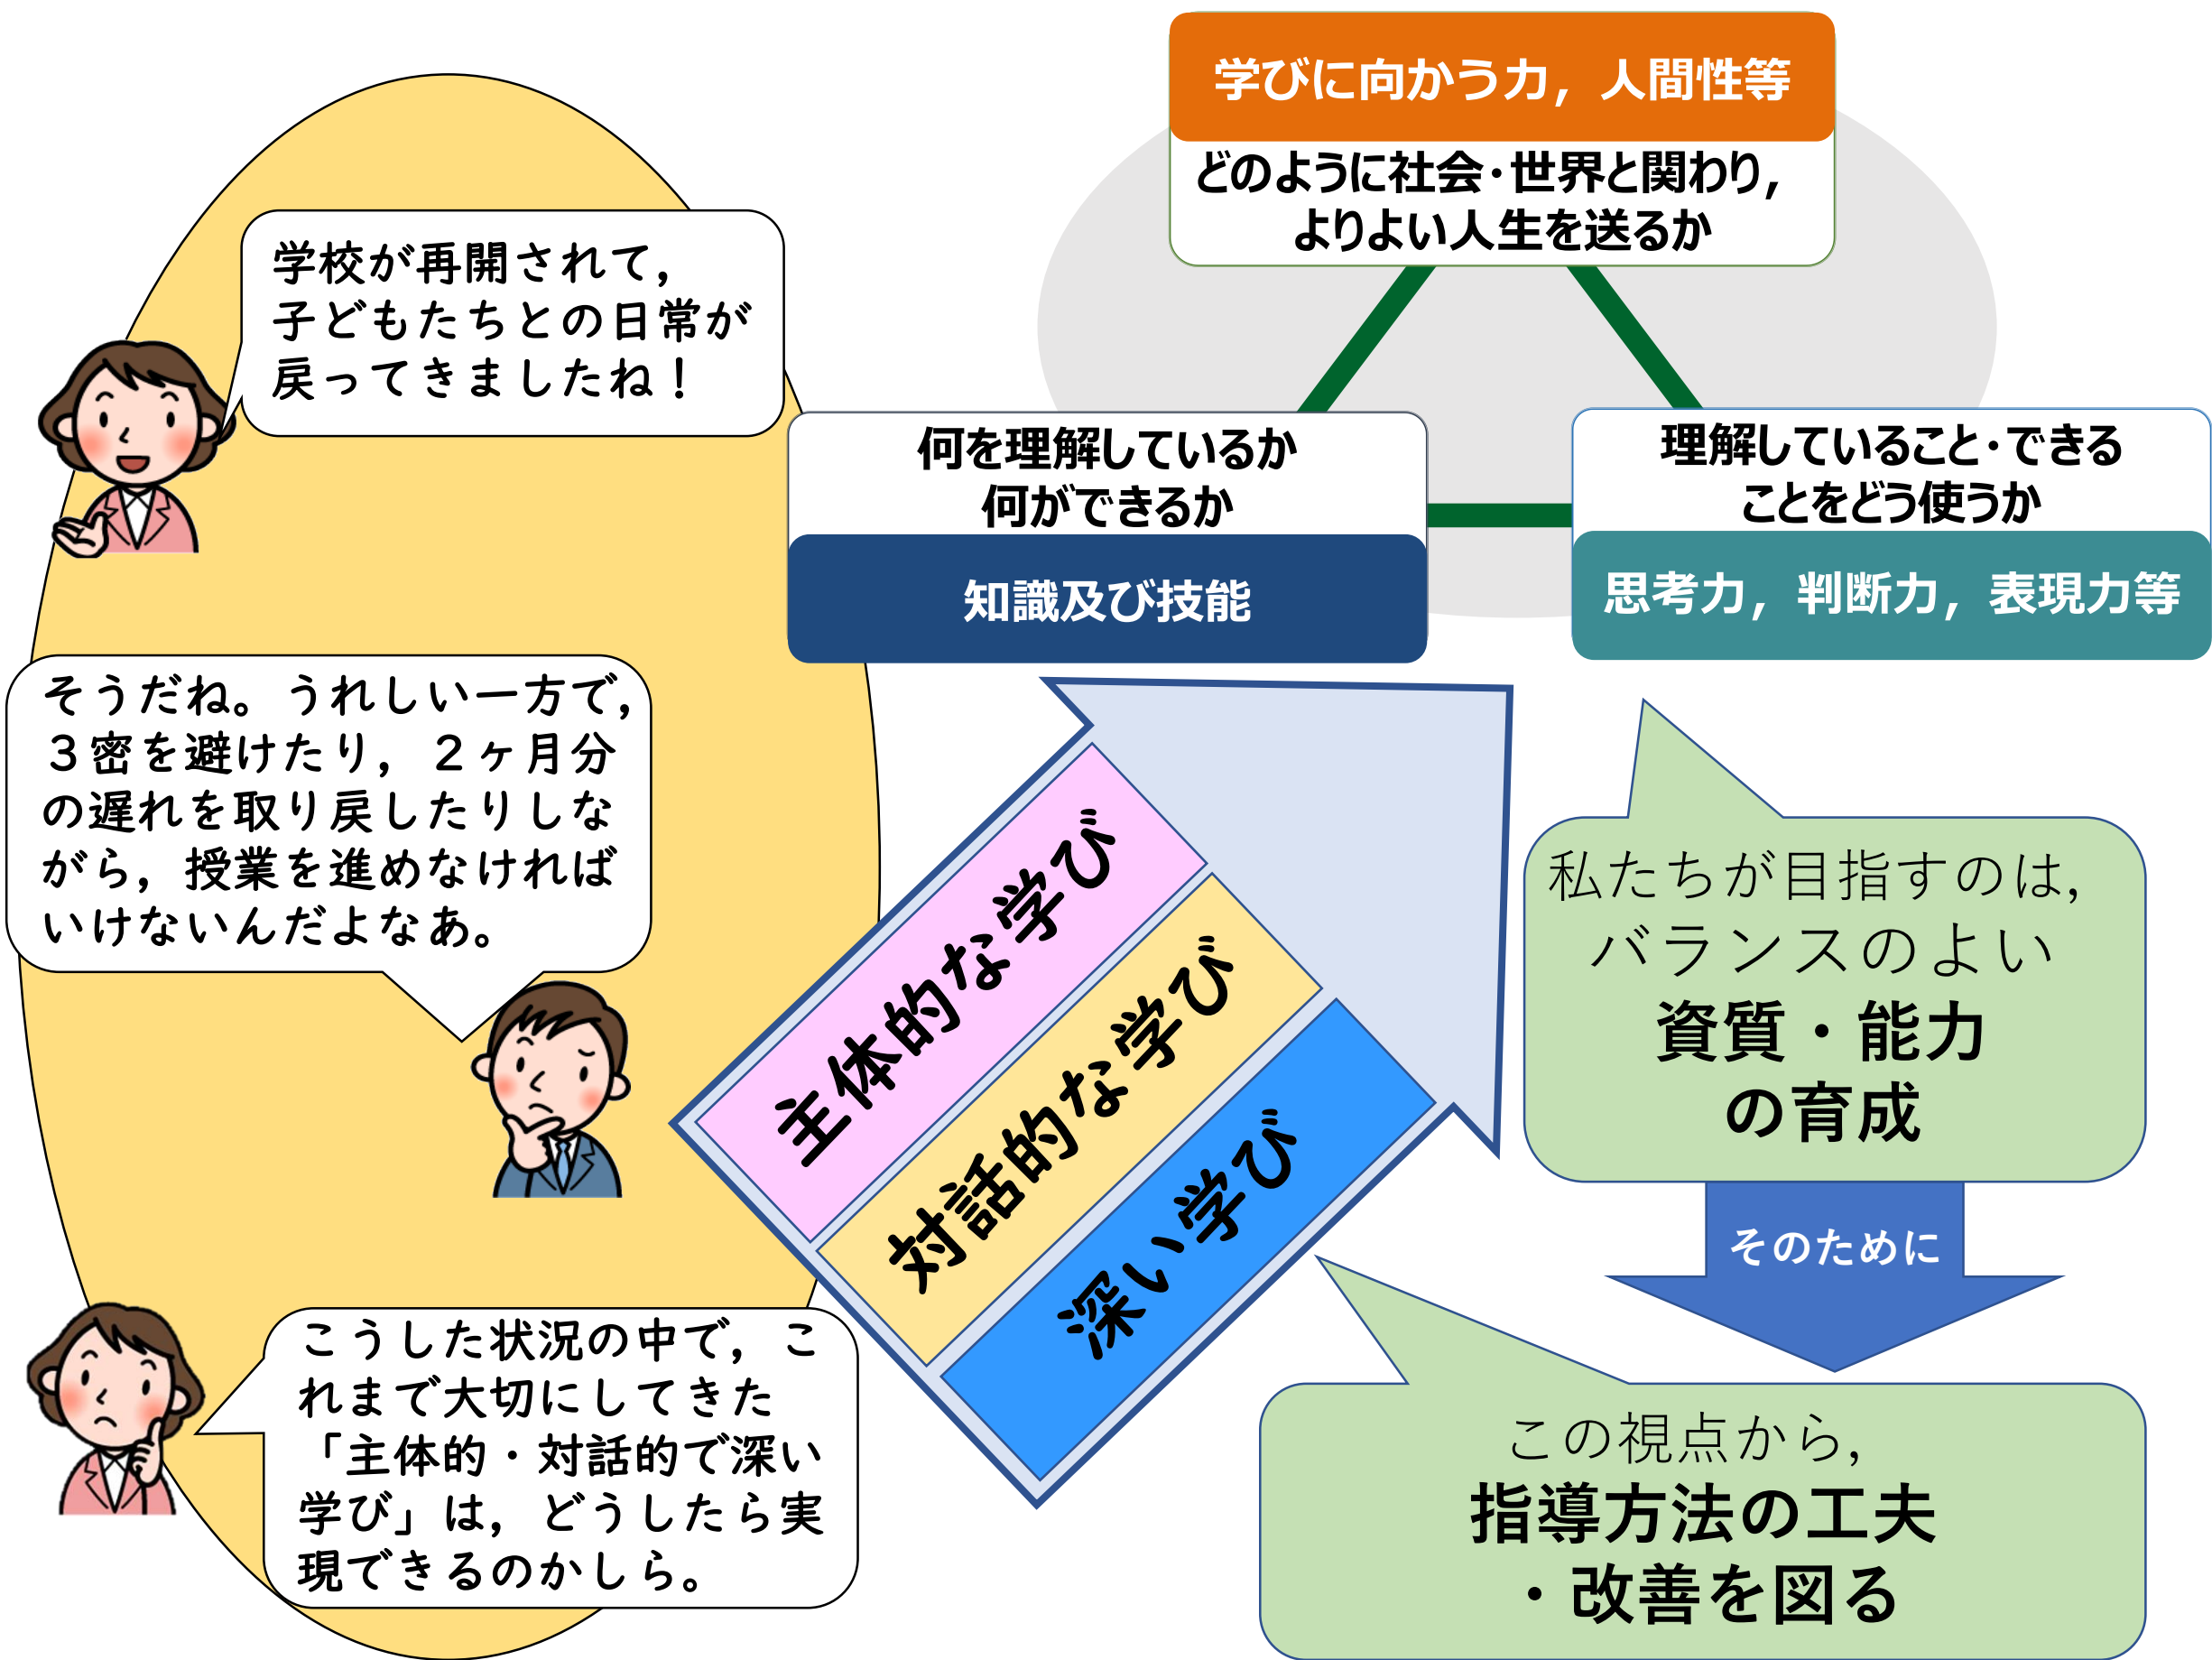 学校が再開されて，
子どもたちとの日常が
戻ってきましたね！
そうだね。うれしい一方で，
３密を避けたり，２ヶ月分
の遅れを取り戻したりしな
がら，授業を進めなければ
いけないいんだよなあ。
こうした状況の中で，こ
れまで大切にしてきた
「主体的・対話的で深い
学び」は，どうしたら実
現できるのかしら。
学びに向かう力，人間性等
どのように社会・世界と関わり，
よりよい人生を送るか
何を理解しているか
何ができるか
知識及び技能
理解していること・できる
ことをどう使うか
思考力，判断力，表現力等
主体的な学び
対話的な学び
深い学び
私たちが目指すのは，
バランスのよい
資質・能力
の育成
そのために
この視点から，
指導方法の工夫
・改善を図る